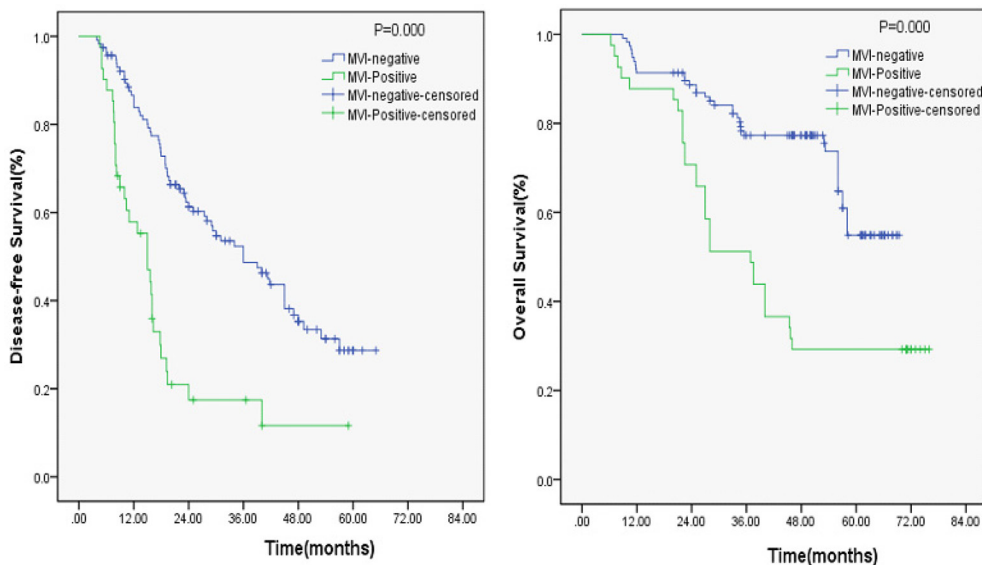 P=0.000
MVI-negative
MVI-Positive
MVI-negative-censored
MVI-Positive-censored
Disease-free Survival(%)
1.0
0.8
0.6
0.4
0.2
0.0
.00 12.00 24.00 36.00 48.00 60.00 72.00 84.00
Time(months)
P=0.000
MVI-negative
MVI-Positive
MVI-negative-censored
MVI-Positive-censored
Overall Survival(%)
1.0
0.8
0.6
0.4
0.2
0.0
.00 12.00 24.00 36.00 48.00 60.00 72.00 84.00
Time(months)